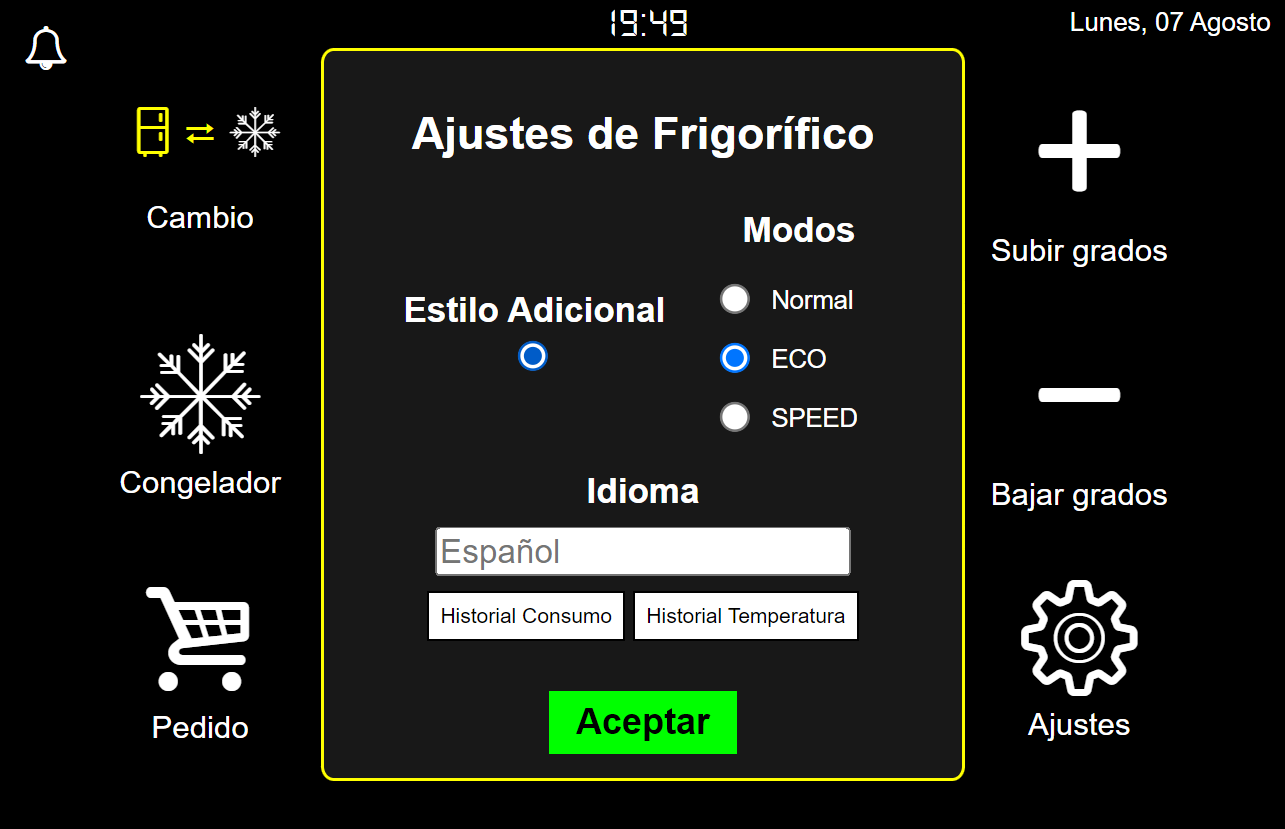 19:49
Lunes, 07 Agosto
Cambio
Congelador
Pedido
Ajustes de Frigorífico
Estilo Adicional
Modos
Normal
ECO
SPEED
Idioma
Español
Historial Consumo
Historial Temperatura
Aceptar
Subir grados
Bajar grados
Ajustes